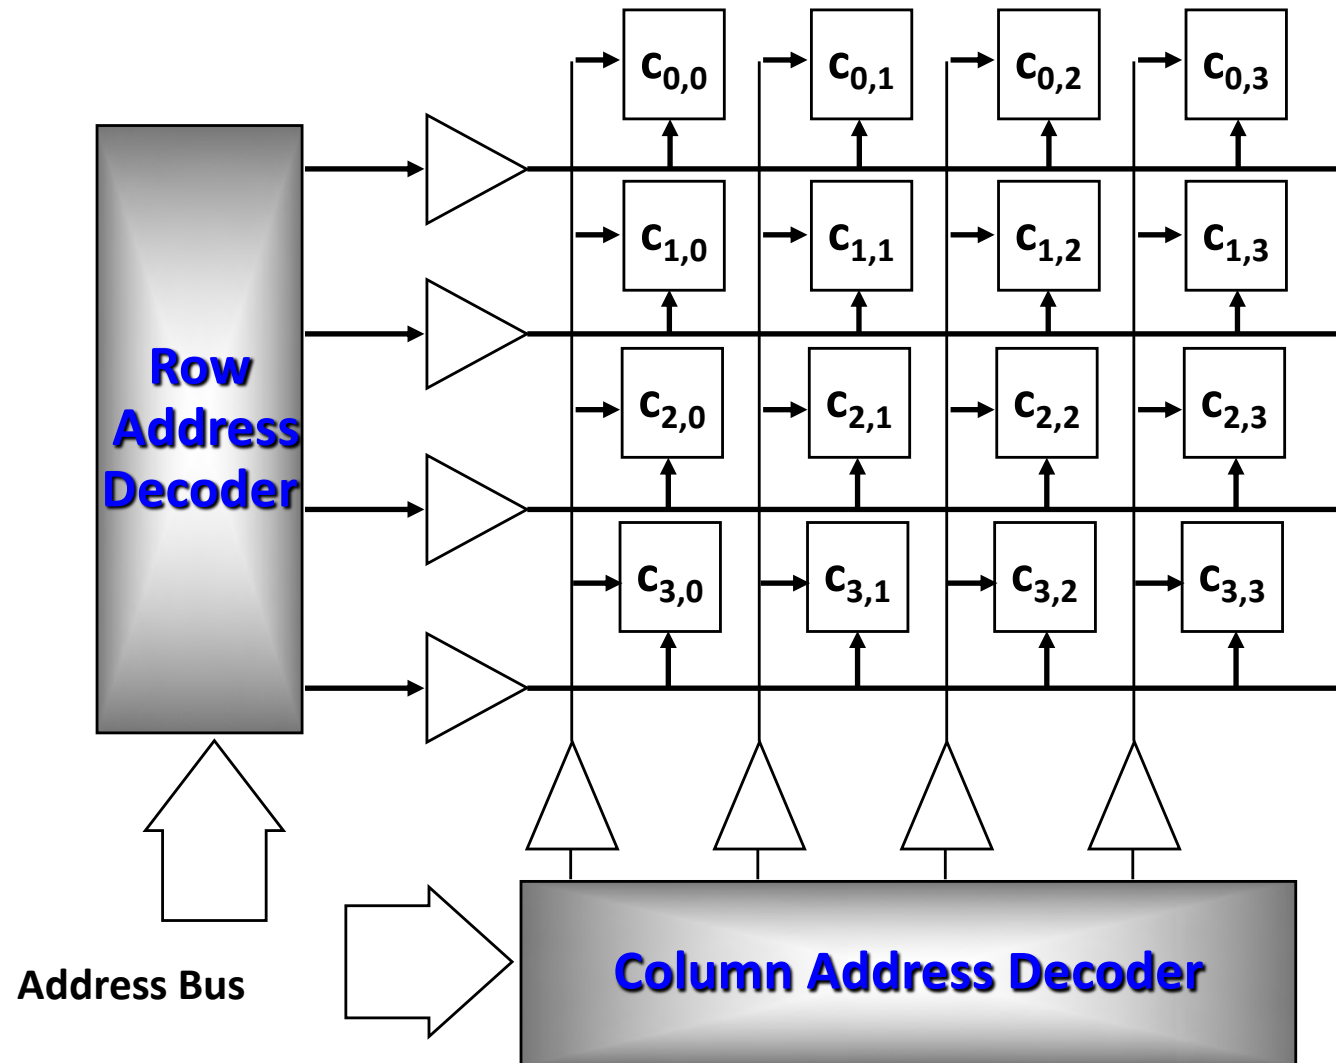 c0,0 c0,1 c0,2 c0,3
c1,0 c1,1 c1,2 c1,3
Row
Address
Decoder
c2,0 c2,1 c2,2 c2,3
c3,0 c3,1 c3,2 c3,3
Address Bus
Column Address Decoder